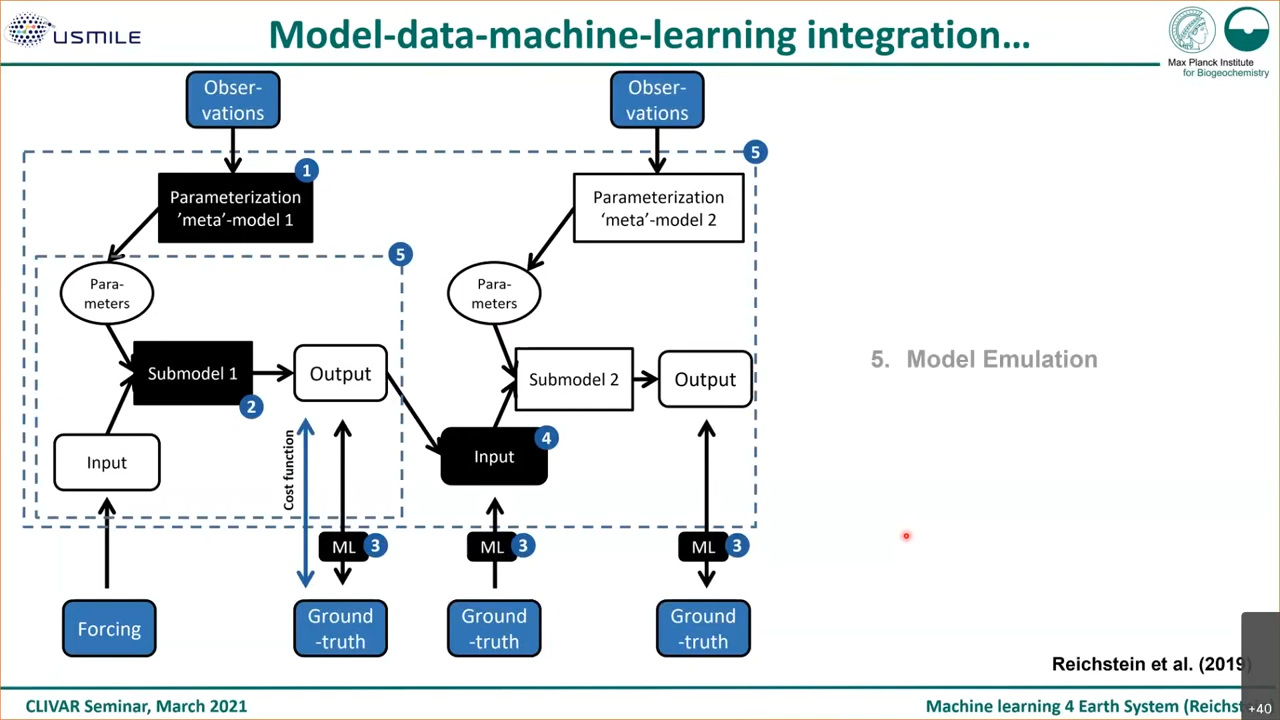 USMILE
Model-data-machine-learning integration…
Max Planck Institute
for Biogeochemistry
Obser-
vations
Obser-
vations
5
1
Parameterization
’meta’-model 1
Parameterization
‘meta’-model 2
5
Para-
meters
Para-
meters
Submodel 1
2
Output
Submodel 2
Output
5. Model Emulation
Input
Cost function
Input
4
ML
3
ML
3
ML
3
Forcing
Ground
-truth
Ground
-truth
Ground
-truth
Reichstein et al. (2019)
CLIVAR Seminar, March 2021
Machine learning 4 Earth System
+40